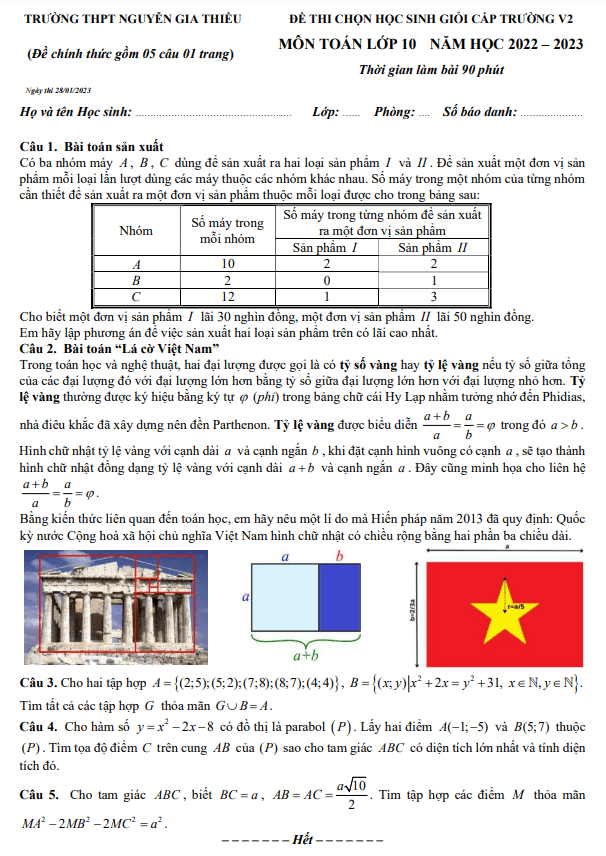 TRƯỜNG THPT NGUYỄN GIA THIỀU
ĐỀ THI CHỌN HỌC SINH GIỎI CẤP TRƯỜNG V2
(Đề chính thức gồm 05 câu 01 trang)
MÔN TOÁN LỚP 10 NĂM HỌC 2022 – 2023
Thời gian làm bài 90 phút
Ngày thi 28/01/2023
Họ và tên Học sinh: ............................................ Lớp: ...... Phòng: .... Số báo danh: ......................
Câu 1. Bài toán sản xuất
Có ba nhóm máy A, B, C dùng để sản xuất ra hai loại sản phẩm I và II. Để sản xuất một đơn vị sản
phẩm mỗi loại lần lượt dùng các máy thuộc các nhóm khác nhau. Số máy trong một nhóm của từng nhóm
cần thiết để sản xuất ra một đơn vị sản phẩm thuộc mỗi loại được cho trong bảng sau:
Nhóm
Số máy trong
mỗi nhóm
Số máy trong từng nhóm để sản xuất
ra một đơn vị sản phẩm
Sản phẩm I Sản phẩm II
A 10 2 2
B 2 0 1
C 12 1 3
Cho biết một đơn vị sản phẩm I lãi 30 nghìn đồng, một đơn vị sản phẩm II lãi 50 nghìn đồng.
Em hãy lập phương án để việc sản xuất hai loại sản phẩm trên có lãi cao nhất.
Câu 2. Bài toán “Lá cờ Việt Nam”
Trong toán học và nghệ thuật, hai đại lượng được gọi là có tỷ số vàng hay tỷ lệ vàng nếu tỷ số giữa tổng
của các đại lượng đó với đại lượng lớn hơn bằng tỷ số giữa đại lượng lớn hơn với đại lượng nhỏ hơn. Tỷ
lệ vàng thường được ký hiệu bằng ký tự φ (phi) trong bảng chữ cái Hy Lạp nhằm tưởng nhớ đến Phidias,
nhà điêu khắc đã xây dựng nên đền Parthenon. Tỷ lệ vàng được biểu diễn (a+b)/a = a/b = φ trong đó a > b.
Hình chữ nhật tỷ lệ vàng với cạnh dài a và cạnh ngắn b, khi đặt cạnh hình vuông có cạnh a, sẽ tạo thành
hình chữ nhật đồng dạng tỷ lệ vàng với cạnh dài a+b và cạnh ngắn a. Đây cũng minh họa cho liên hệ
(a+b)/a = a/b = φ.
Bằng kiến thức liên quan đến toán học, em hãy nêu một lí do mà Hiến pháp năm 2013 đã quy định: Quốc
kỳ nước Cộng hoà xã hội chủ nghĩa Việt Nam hình chữ nhật có chiều rộng bằng hai phần ba chiều dài.
a b
a
a+b
a
b=2/3a
r=a/5
Câu 3. Cho hai tập hợp A = {(2;5);(5;2);(7;8);(8;7);(4;4)}, B = {(x;y)|x²+2x = y²+31, x∈ℕ, y∈ℕ}.
Tìm tất cả các tập hợp G thỏa mãn G∪B = A.
Câu 4. Cho hàm số y = x²−2x−8 có đồ thị là parabol (P). Lấy hai điểm A(−1;−5) và B(5;7) thuộc
(P). Tìm tọa độ điểm C trên cung AB của (P) sao cho tam giác ABC có diện tích lớn nhất và tính diện
tích đó.
Câu 5. Cho tam giác ABC, biết BC = a, AB = AC = a√10/2. Tìm tập hợp các điểm M thỏa mãn
MA²−2MB²−2MC² = a².
– – – – – – – Hết – – – – – – –